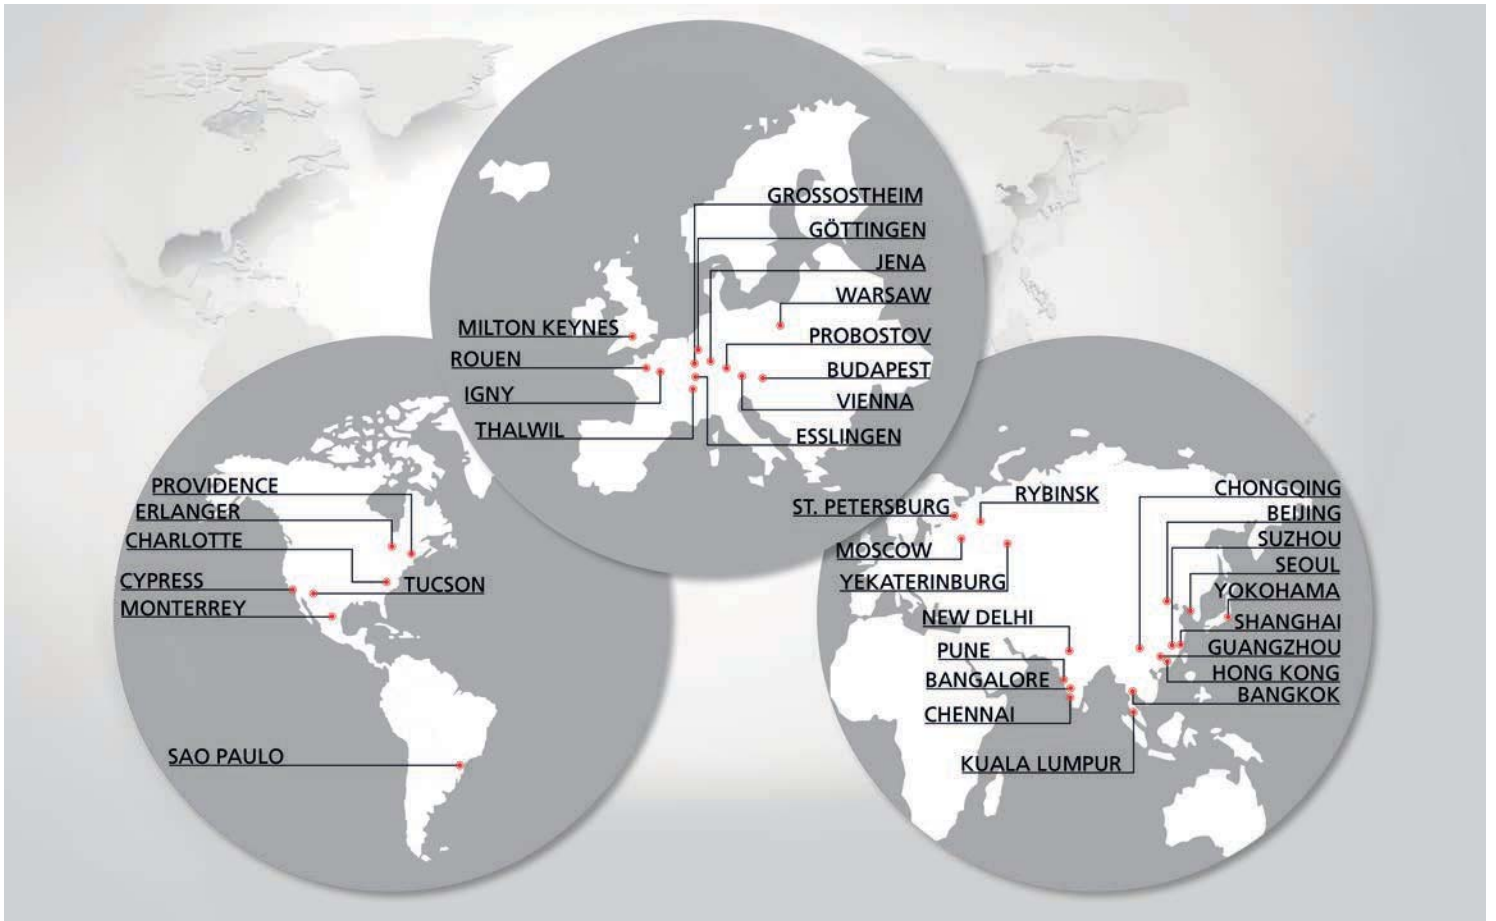 GROSSOSTHEIM
GÖTTINGEN
JENA
WARSAW
MILTON KEYNES
PROBOSTOV
ROUEN
BUDAPEST
IGNY
VIENNA
THALWIL
ESSLINGEN
PROVIDENCE
ERLANGER
CHARLOTTE
CYPRESS
TUCSON
MONTERREY
SAO PAULO
ST. PETERSBURG
RYBINSK
MOSCOW
YEKATERINBURG
NEW DELHI
PUNE
BANGALORE
CHENNAI
KUALA LUMPUR
CHONGQING
BEIJING
SUZHOU
SEOUL
YOKOHAMA
SHANGHAI
GUANGZHOU
HONG KONG
BANGKOK